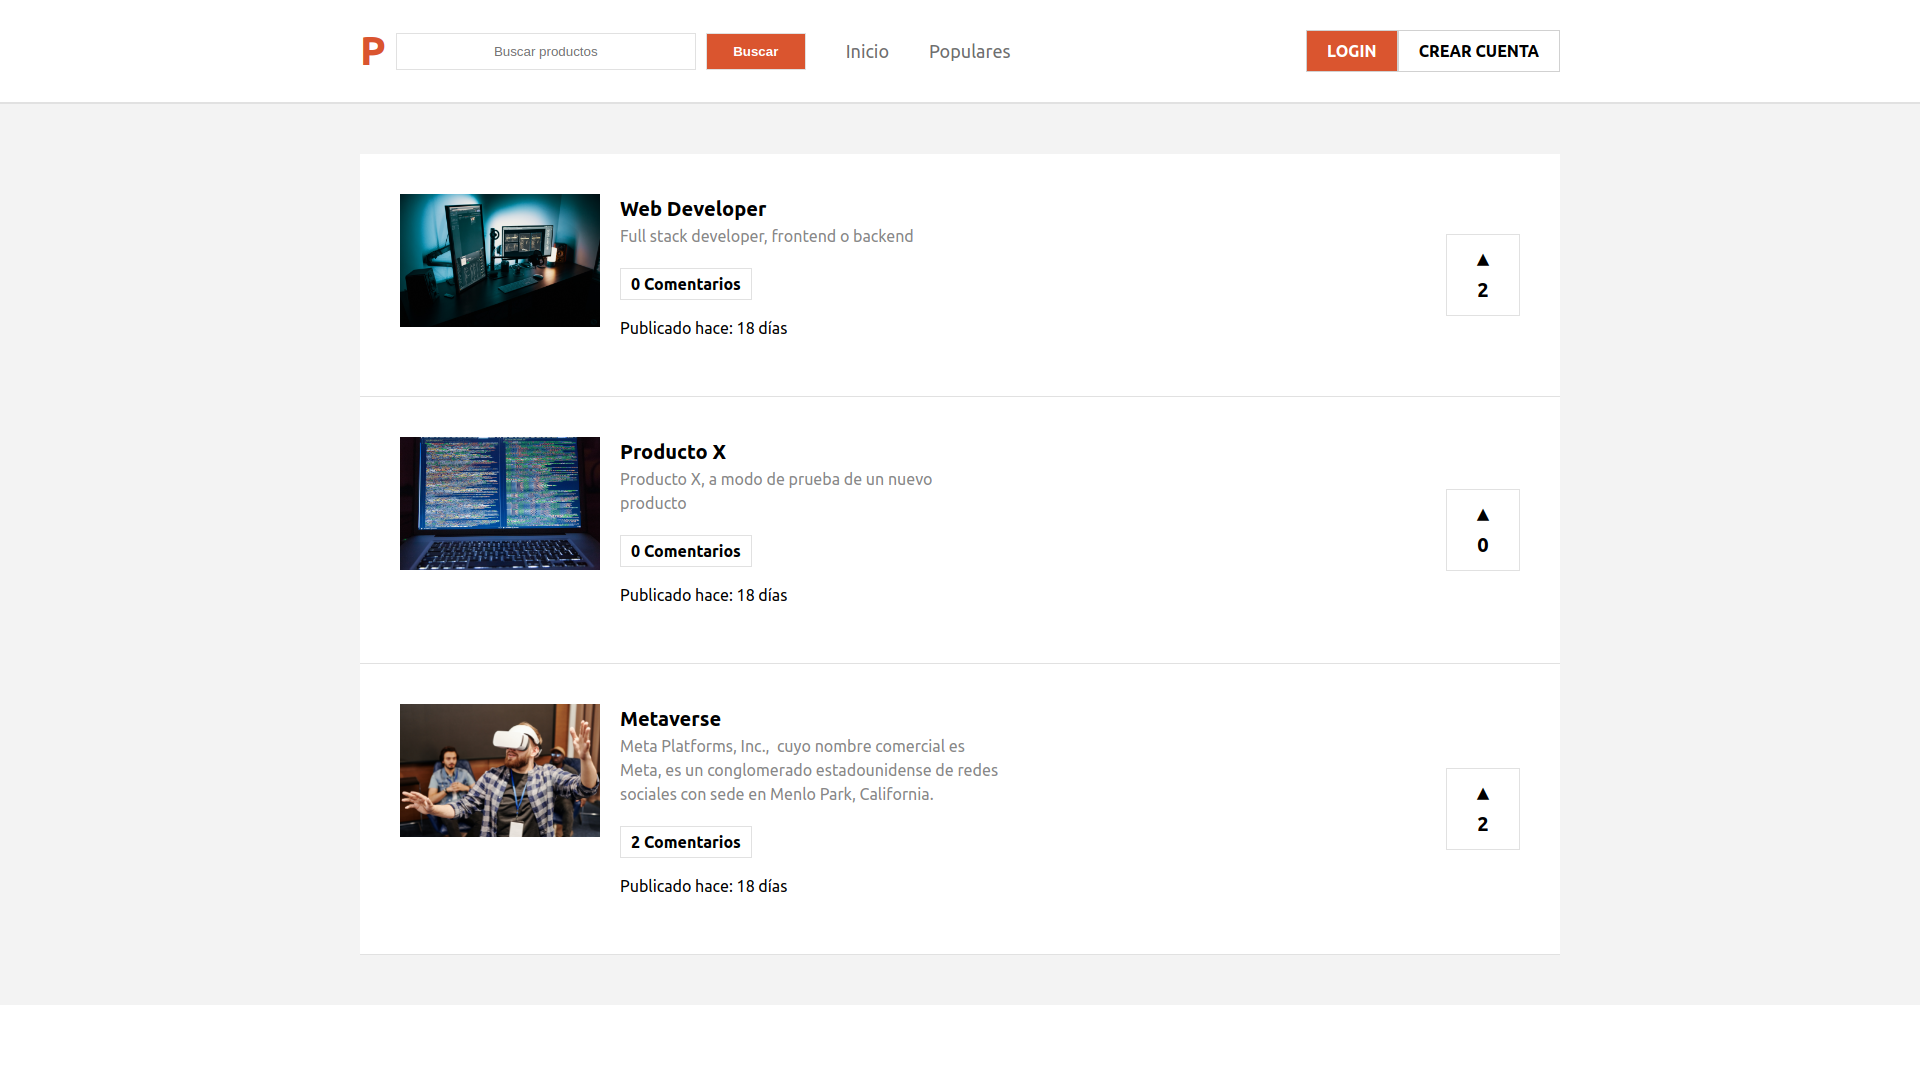 P
Buscar productos
Buscar
Inicio
Populares
LOGIN
CREAR CUENTA
Web Developer
Full stack developer, frontend o backend
0 Comentarios
Publicado hace: 18 días
▲
2
Producto X
Producto X, a modo de prueba de un nuevo
producto
0 Comentarios
Publicado hace: 18 días
▲
0
Metaverse
Meta Platforms, Inc.,  cuyo nombre comercial es
Meta, es un conglomerado estadounidense de redes
sociales con sede en Menlo Park, California.
2 Comentarios
Publicado hace: 18 días
▲
2